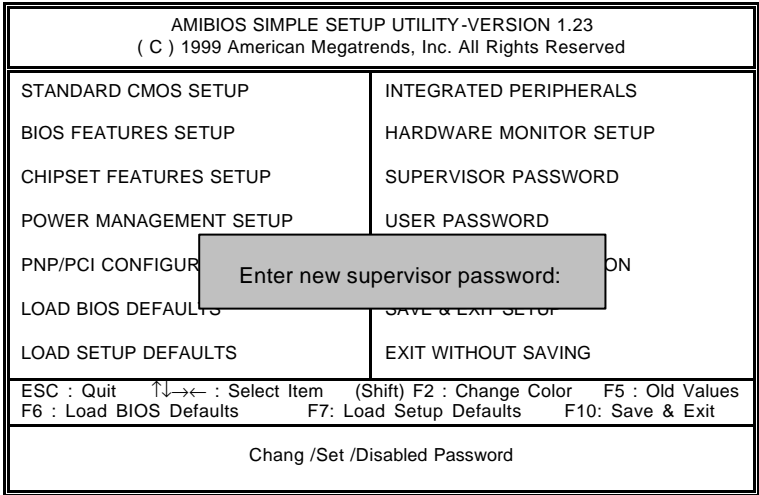 AMIBIOS SIMPLE SETUP UTILITY-VERSION 1.23
( C ) 1999 American Megatrends, Inc. All Rights Reserved
STANDARD CMOS SETUP
BIOS FEATURES SETUP
CHIPSET FEATURES SETUP
POWER MANAGEMENT SETUP
PNP/PCI
LOAD BIOS
LOAD SETUP DEFAULTS
INTEGRATED PERIPHERALS
HARDWARE MONITOR SETUP
SUPERVISOR PASSWORD
USER PASSWORD
EXIT WITHOUT SAVING
Enter new supervisor password:
ESC : Quit ↑↓→← : Select Item (Shift) F2 : Change Color F5 : Old Values
F6 : Load BIOS Defaults F7: Load Setup Defaults F10: Save & Exit
Chang /Set /Disabled Password